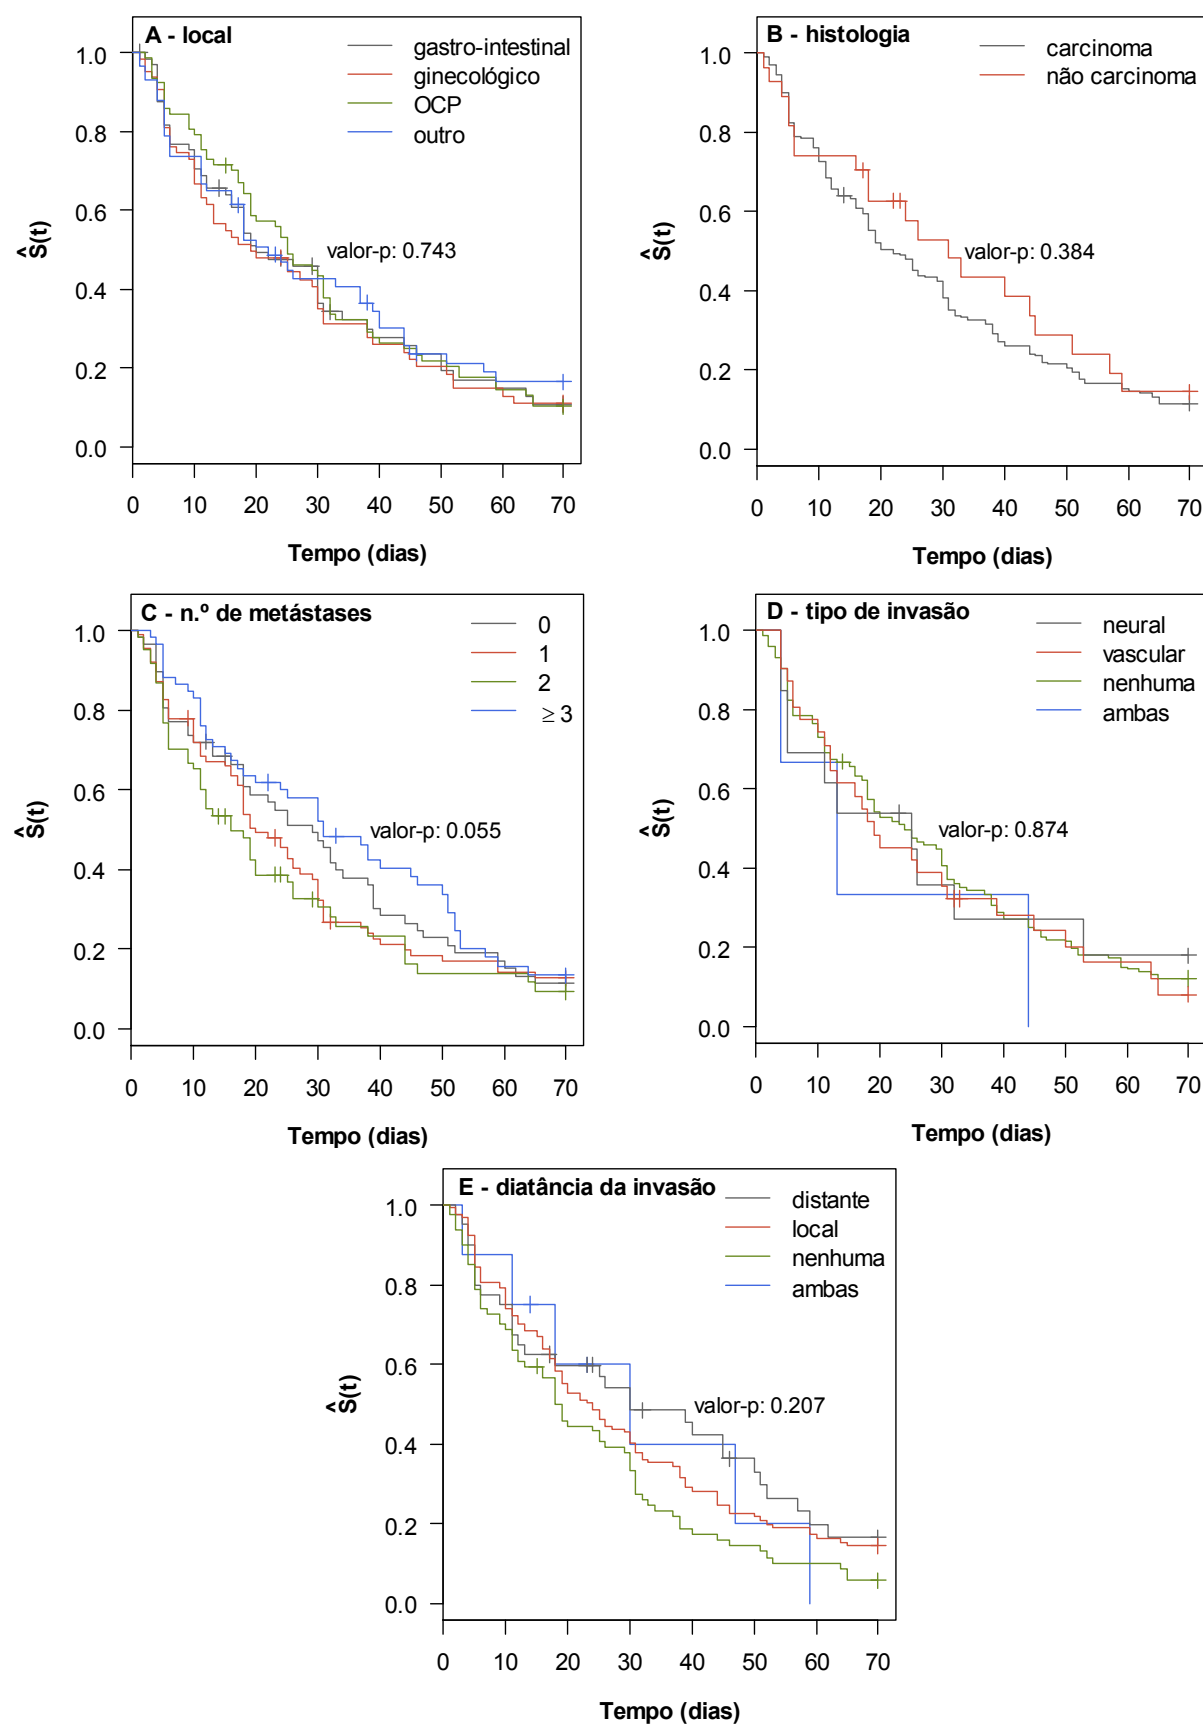 A - local
gastro-intestinal
ginecológico
OCP
outro
1.0
0.8
0.6
0.4
0.2
0.0
Ŝ(t)
valor-p: 0.743
0 10 20 30 40 50 60 70
Tempo (dias)
B - histologia
carcinoma
não carcinoma
1.0
0.8
0.6
0.4
0.2
0.0
Ŝ(t)
valor-p: 0.384
0 10 20 30 40 50 60 70
Tempo (dias)
C - n.º de metástases
0
1
2
≥ 3
1.0
0.8
0.6
0.4
0.2
0.0
Ŝ(t)
valor-p: 0.055
0 10 20 30 40 50 60 70
Tempo (dias)
D - tipo de invasão
neural
vascular
nenhuma
ambas
1.0
0.8
0.6
0.4
0.2
0.0
Ŝ(t)
valor-p: 0.874
0 10 20 30 40 50 60 70
Tempo (dias)
E - diatância da invasão
distante
local
nenhuma
ambas
1.0
0.8
0.6
0.4
0.2
0.0
Ŝ(t)
valor-p: 0.207
0 10 20 30 40 50 60 70
Tempo (dias)